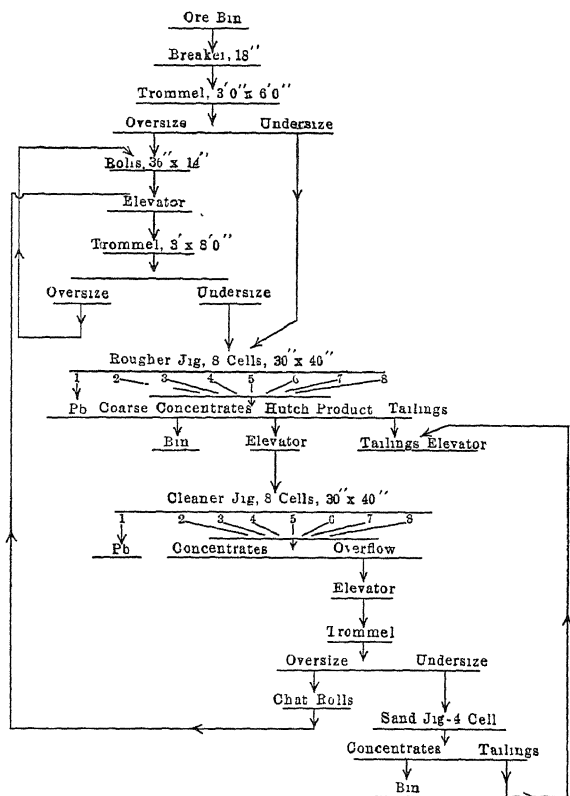 Ore Bin
Breaker, 18"
Trommel, 3'0" x 6'0"
Oversize Undersize
Rolls, 36" x 14"
Elevator
Trommel, 3' x 8'0"
Oversize Undersize
Rougher Jig, 8 Cells, 30" x 40"
1 2 3 4 5 6 7 8
Pb Coarse Concentrates Hutch Product Tailings
Bin Elevator Tailings Elevator
Cleaner Jig, 8 Cells, 30" x 40"
1 2 3 4 5 6 7 8
Pb Concentrates Overflow
Elevator
Trommel
Oversize Undersize
Chat Rolls
Sand Jig-4 Cell
Concentrates Tailings
Bin